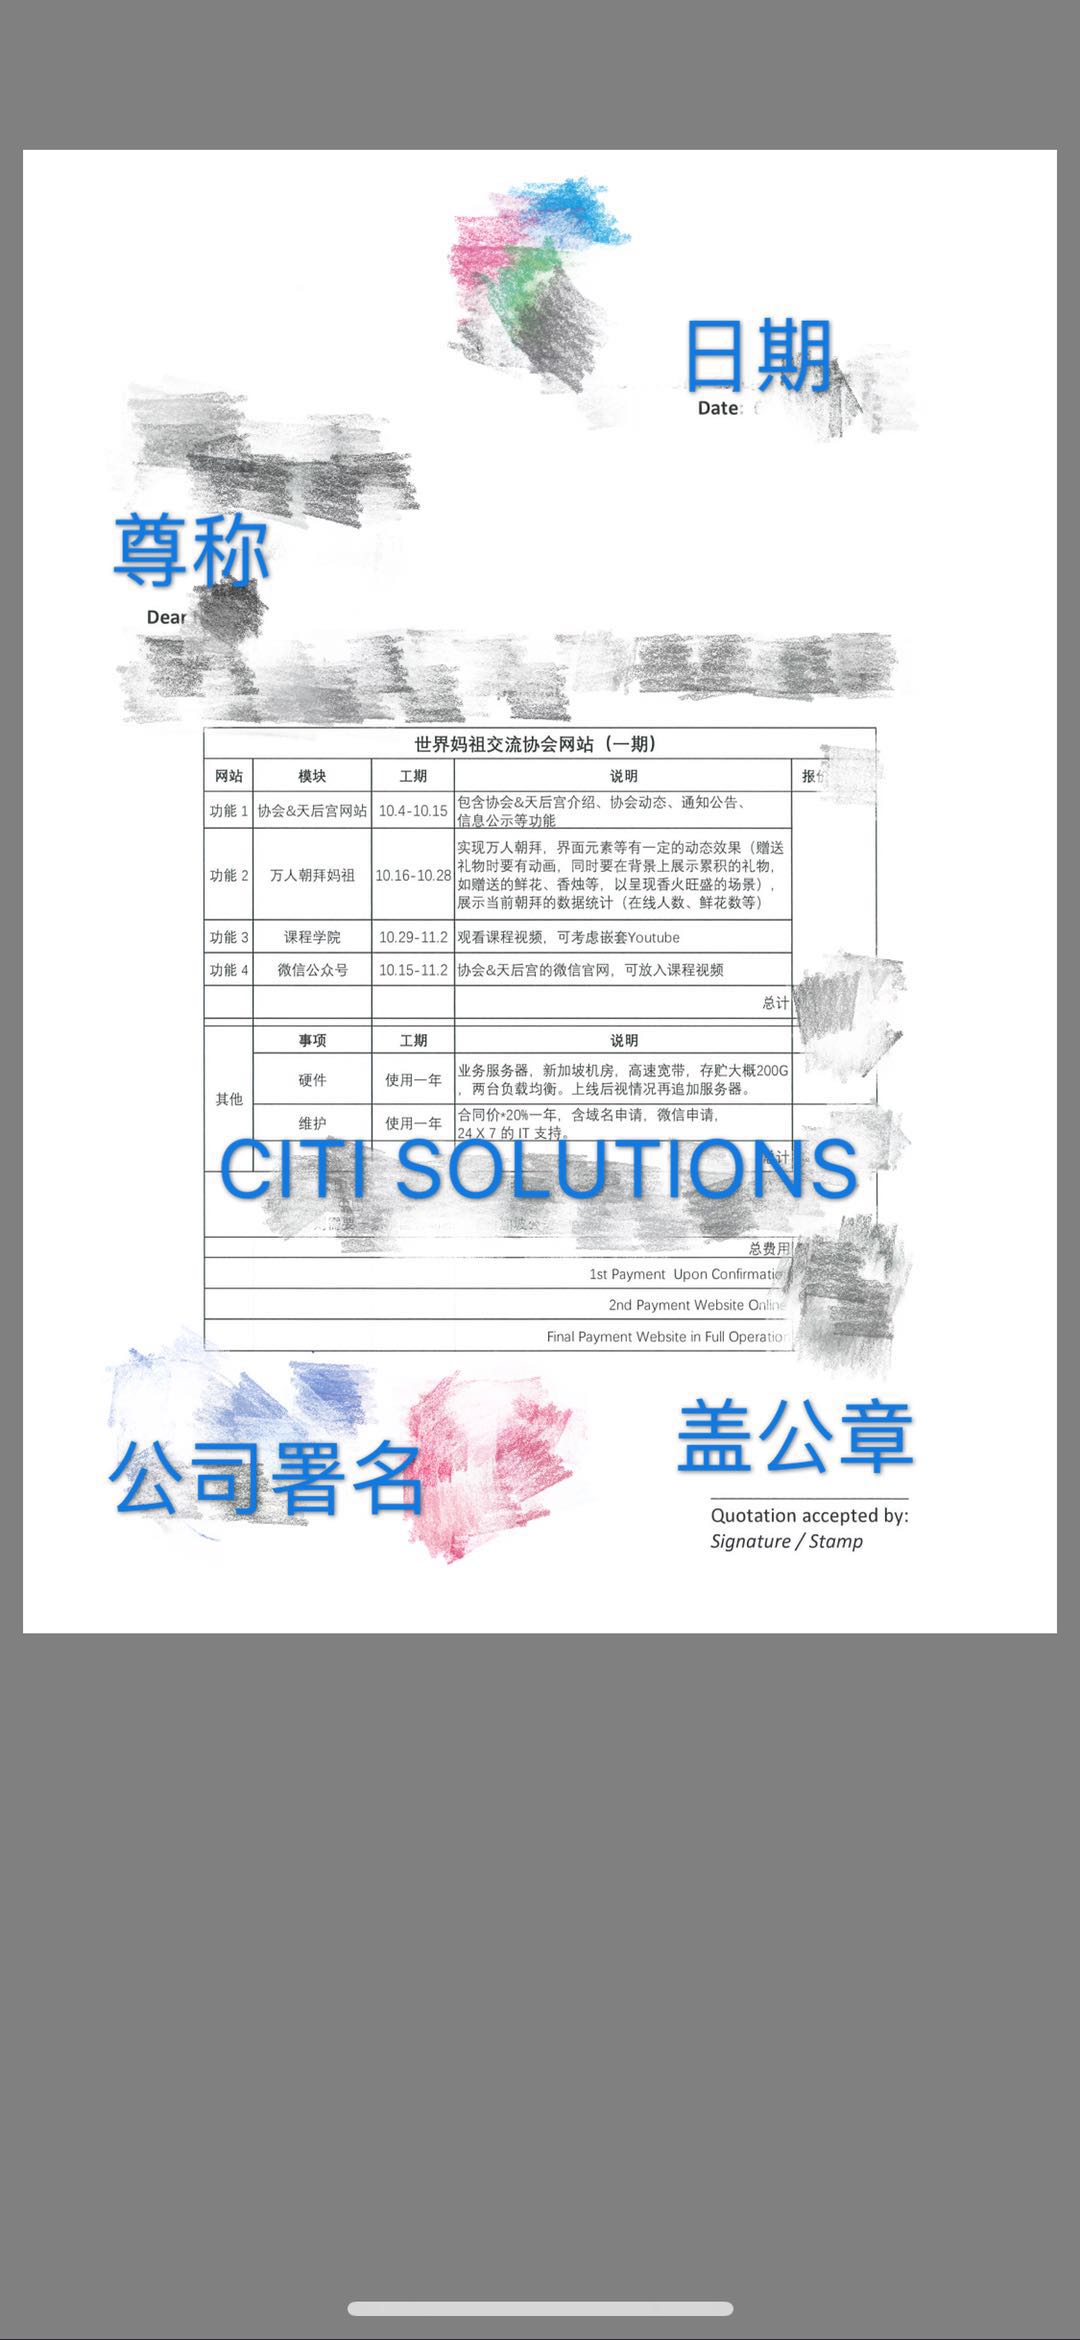 日期
Date:
尊称
Dear
世界妈祖交流协会网站（一期）
网站 模块 工期 说明
功能 1 协会&天后宫网站 10.4-10.15 包含协会&天后宫介绍、协会动态、通知公告、
信息公示等功能
功能 2 万人朝拜妈祖 10.16-10.28 实现万人朝拜，界面元素等有一定的动态效果（赠送
礼物时要有动画，同时要在背景上展示累积的礼物，
如赠送的鲜花、香烛等，以呈现香火旺盛的场景），
展示当前朝拜的数据统计（在线人数、鲜花数等）
功能 3 课程学院 10.29-11.2 观看课程视频，可考虑嵌套Youtube
功能 4 微信公众号 10.15-11.2 协会&天后宫的微信官网，可放入课程视频
总计
其他 事项 工期 说明
硬件 使用一年 业务服务器，新加坡机房，高速宽带，存贮大概200G
，两台负载均衡。上线后视情况再追加服务器。
维护 使用一年 合同价*20%一年，含域名申请，微信申请，
24 X 7 的 IT 支持。
总计
CITI SOLUTIONS
总费用
1st Payment Upon Confirmation
2nd Payment Website Online
Final Payment Website in Full Operation
公司署名
盖公章
Quotation accepted by:
Signature / Stamp